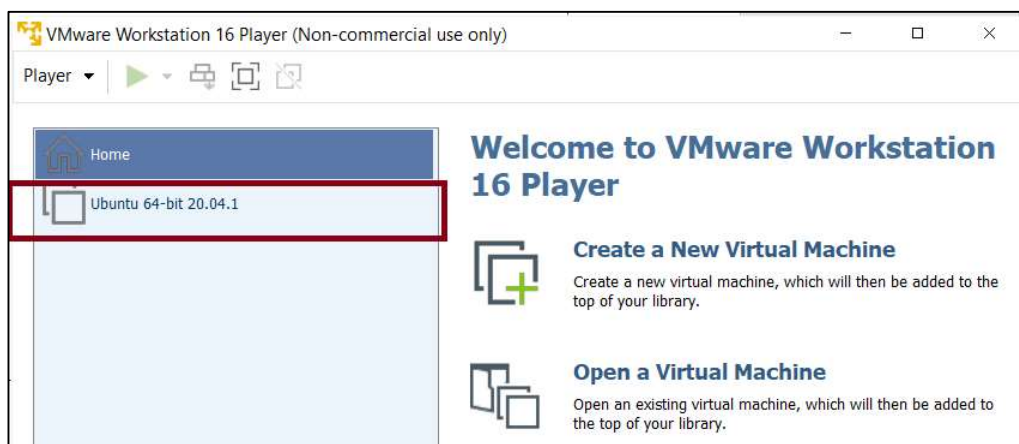 VMware Workstation 16 Player (Non-commercial use only)
Player
Home
Ubuntu 64-bit 20.04.1
Welcome to VMware Workstation
16 Player
Create a New Virtual Machine
Create a new virtual machine, which will then be added to the
top of your library.
Open a Virtual Machine
Open an existing virtual machine, which will then be added to
the top of your library.